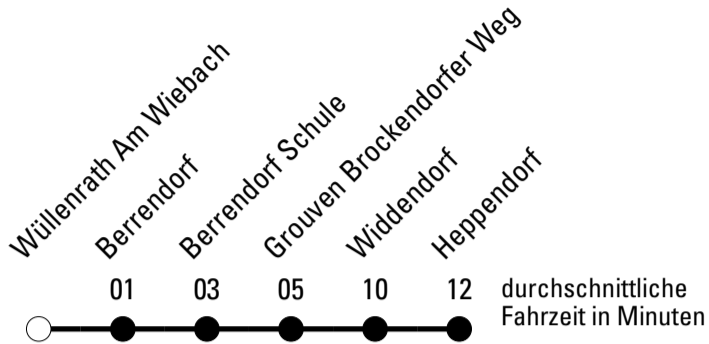 Wüllenrath Am Wiebach
Berrendorf
Berrendorf Schule
Grouven Brockendorfer Weg
Widdendorf
Heppendorf
01 03 05 10 12 durchschnittliche
Fahrzeit in Minuten